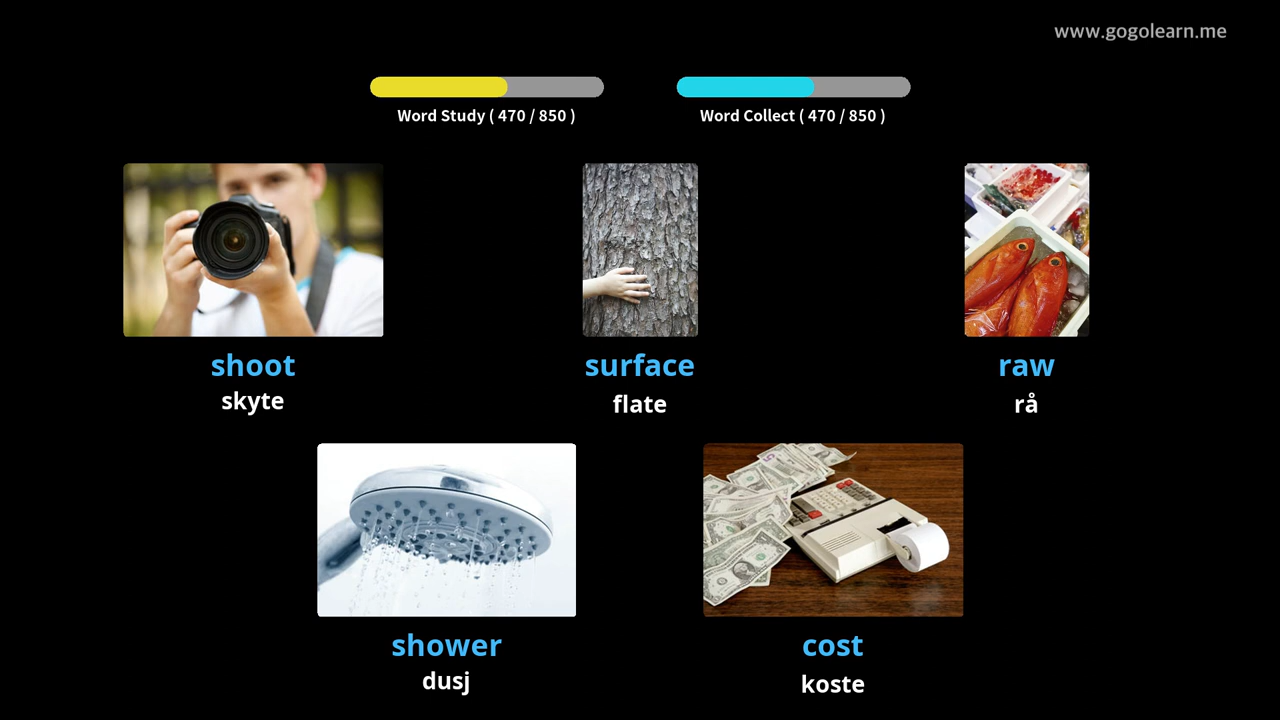 www.gogolearn.me
Word Study ( 470 / 850 )
Word Collect ( 470 / 850 )
shoot
skyte
surface
flate
raw
rå
shower
dusj
cost
koste